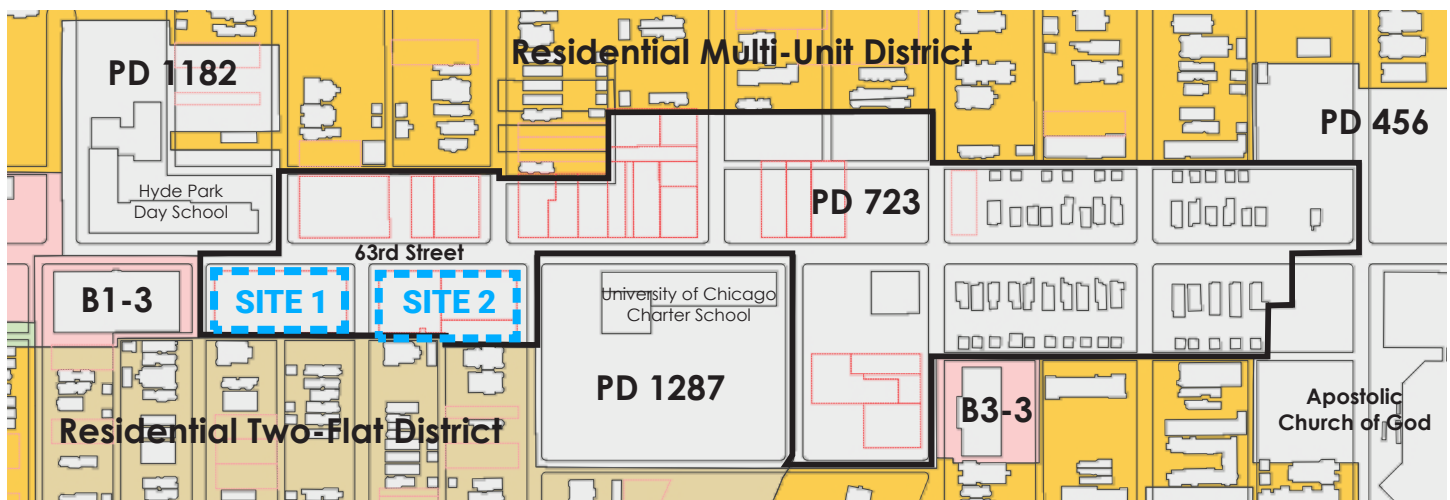 Residential Multi-Unit District
PD 1182
PD 456
Hyde Park
Day School
PD 723
63rd Street
B1-3
SITE 1
SITE 2
University of Chicago
Charter School
PD 1287
B3-3
Apostolic
Church of God
Residential Two-Flat District